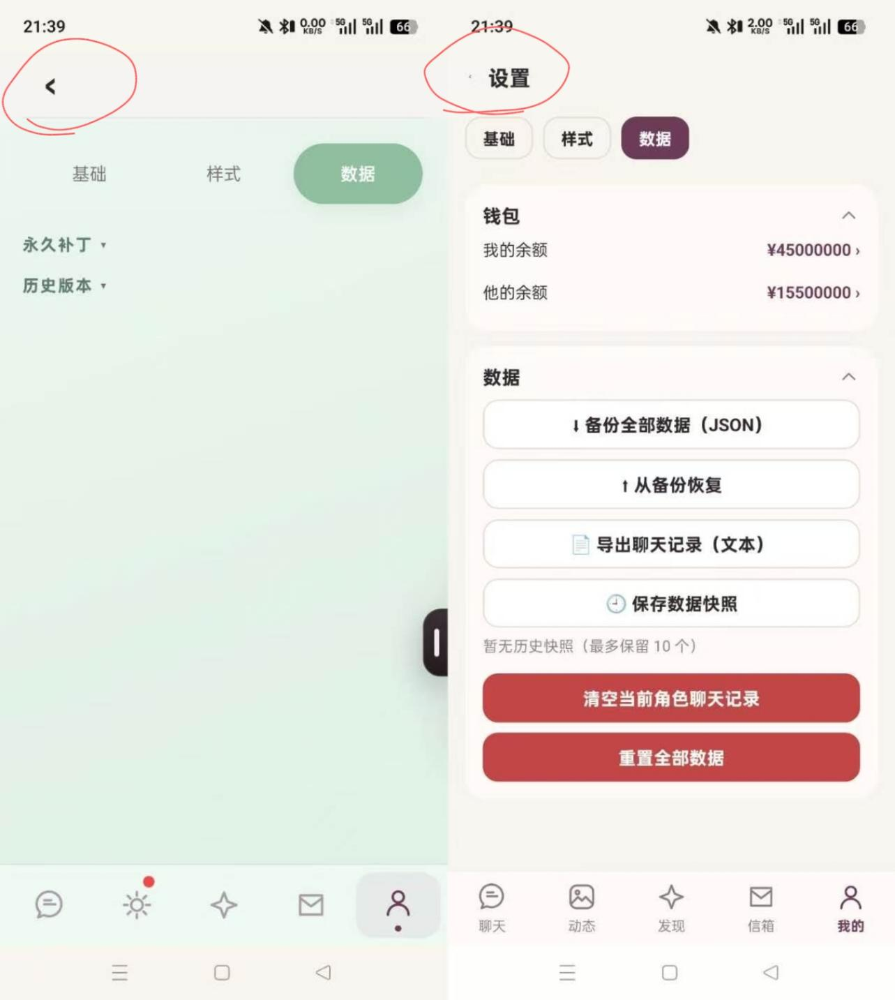 21:39
0.00 KB/S 5G 5G 66
基础 样式 数据
永久补丁 ▾
历史版本 ▾
21:39
2.00 KB/S 5G 5G 66
设置
基础 样式 数据
钱包
我的余额 ¥45000000 ›
他的余额 ¥15500000 ›
数据
⭳备份全部数据（JSON）
⭱从备份恢复
📄 导出聊天记录（文本）
🕘 保存数据快照
暂无历史快照（最多保留 10 个）
清空当前角色聊天记录
重置全部数据
聊天 动态 发现 信箱 我的